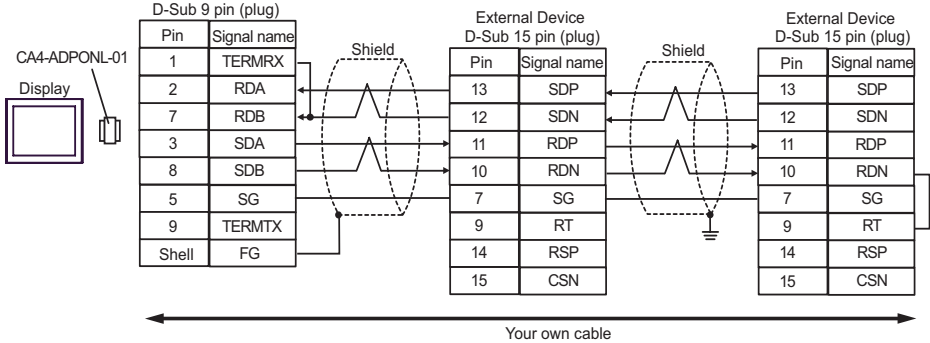 D-Sub 9 pin (plug)
Pin Signal name
1 TERMRX
2 RDA
7 RDB
3 SDA
8 SDB
5 SG
9 TERMTX
Shell FG
CA4-ADPONL-01
Display
Shield
External Device
D-Sub 15 pin (plug)
Pin Signal name
13 SDP
12 SDN
11 RDP
10 RDN
7 SG
9 RT
14 RSP
15 CSN
Shield
External Device
D-Sub 15 pin (plug)
Pin Signal name
13 SDP
12 SDN
11 RDP
10 RDN
7 SG
9 RT
14 RSP
15 CSN
Your own cable